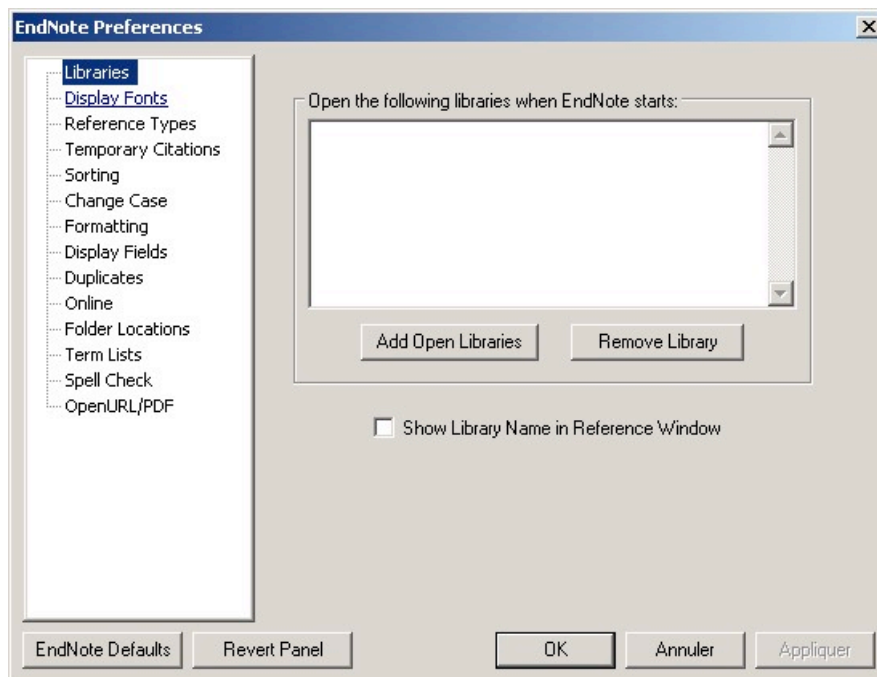 EndNote Preferences
Libraries
Display Fonts
Reference Types
Temporary Citations
Sorting
Change Case
Formatting
Display Fields
Duplicates
Online
Folder Locations
Term Lists
Spell Check
OpenURL/PDF
Open the following libraries when EndNote starts:
Add Open Libraries
Remove Library
Show Library Name in Reference Window
EndNote Defaults
Revert Panel
OK
Annuler
Appliquer